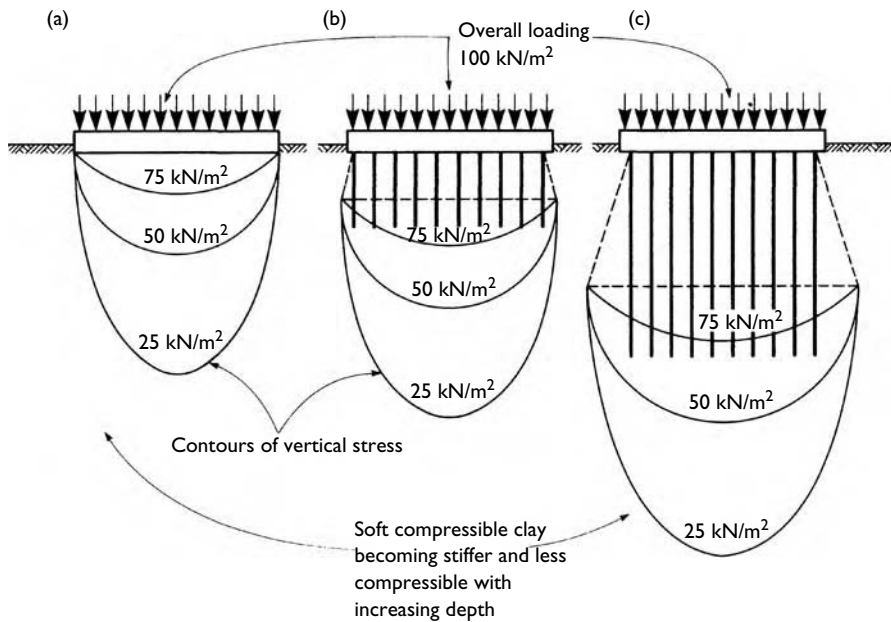 (a)
(b)
(c)
Overall loading
100 kN/m²
75 kN/m²
50 kN/m²
25 kN/m²
75 kN/m²
50 kN/m²
25 kN/m²
75 kN/m²
50 kN/m²
25 kN/m²
Contours of vertical stress
Soft compressible clay
becoming stiffer and less
compressible with
increasing depth